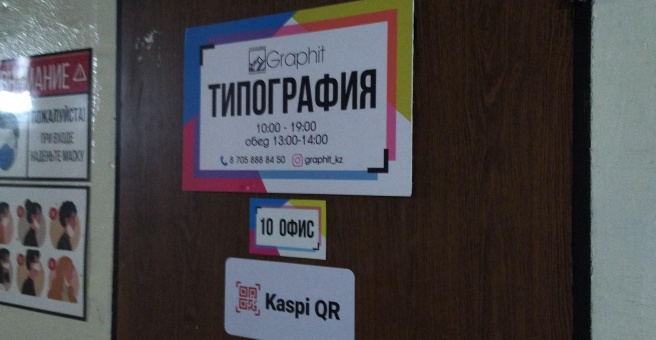 Graphit
ТИПОГРАФИЯ
10:00 - 19:00
обед 13:00-14:00
8 705 888 84 50 graphit_kz
10 ОФИС
Kaspi QR
ВНИМАНИЕ
ПОЖАЛУЙСТА!
ПРИ ВХОДЕ
НАДЕНЬТЕ МАСКУ